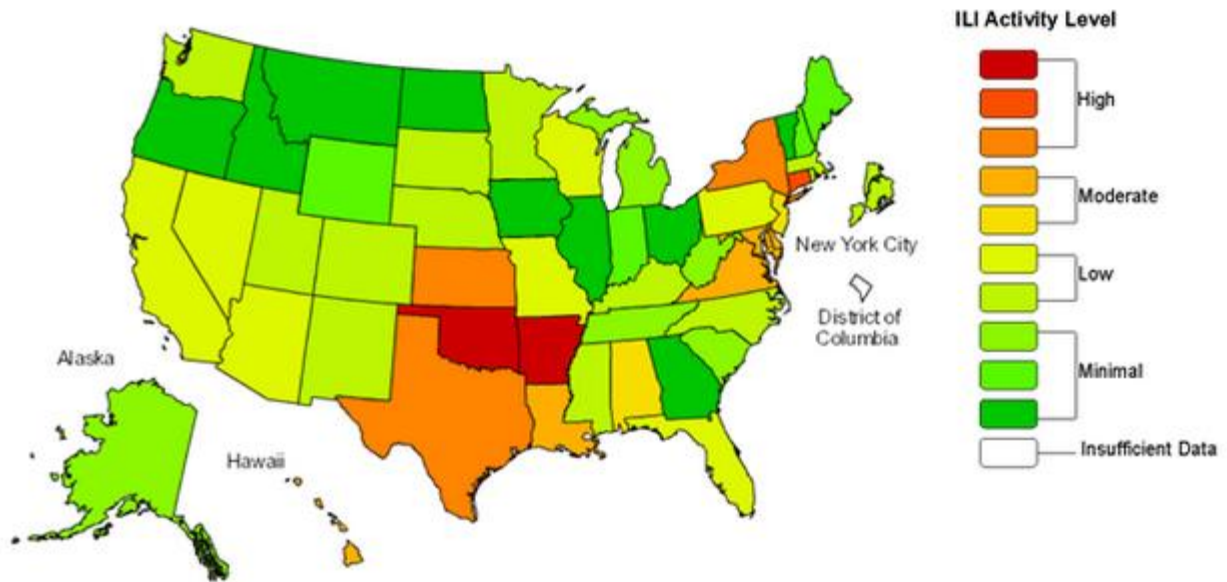 ILI Activity Level
High
Moderate
Low
Minimal
Insufficient Data
New York City
District of
Columbia
Alaska
Hawaii